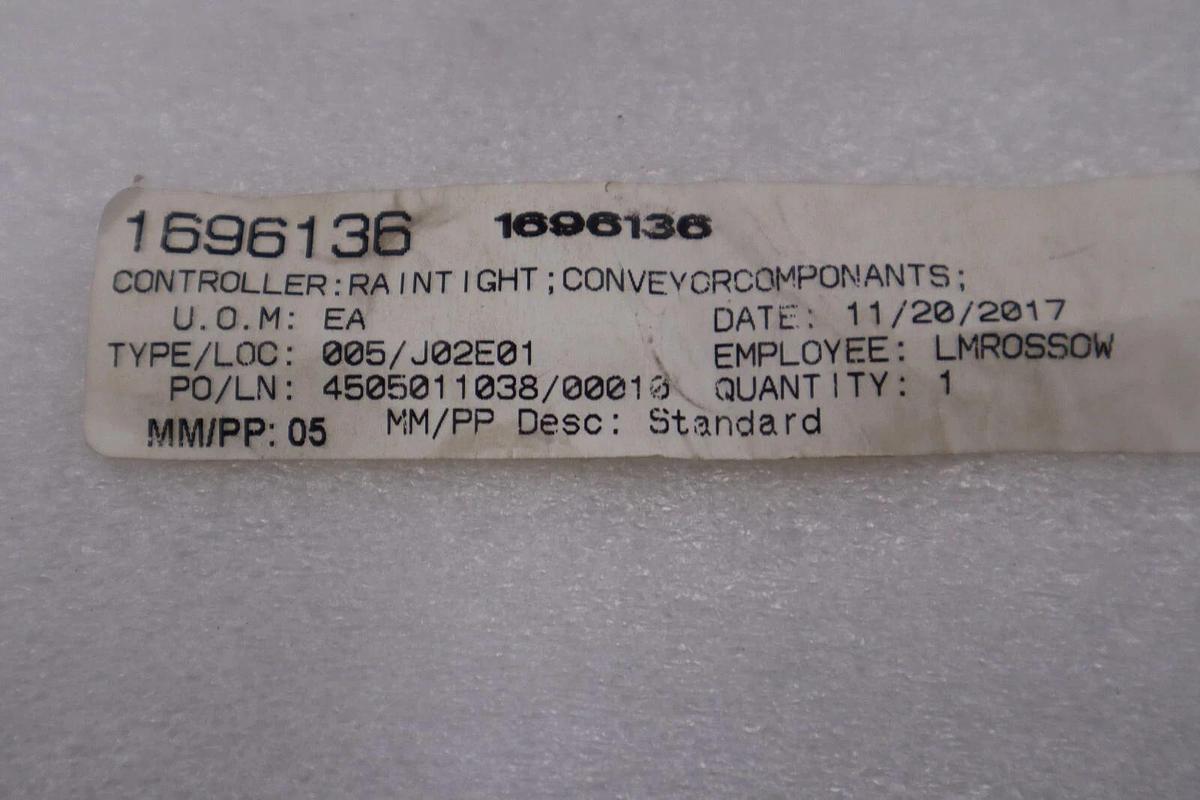 1696136 1696136
CONTROLLER:RAINTIGHT;CONVEYORCOMPONANTS;
U.O.M: EA DATE: 11/20/2017
TYPE/LOC: 005/J02E01 EMPLOYEE: LMROSSOW
PO/LN: 4505011038/00010 QUANTITY: 1
MM/PP: 05 MM/PP Desc: Standard